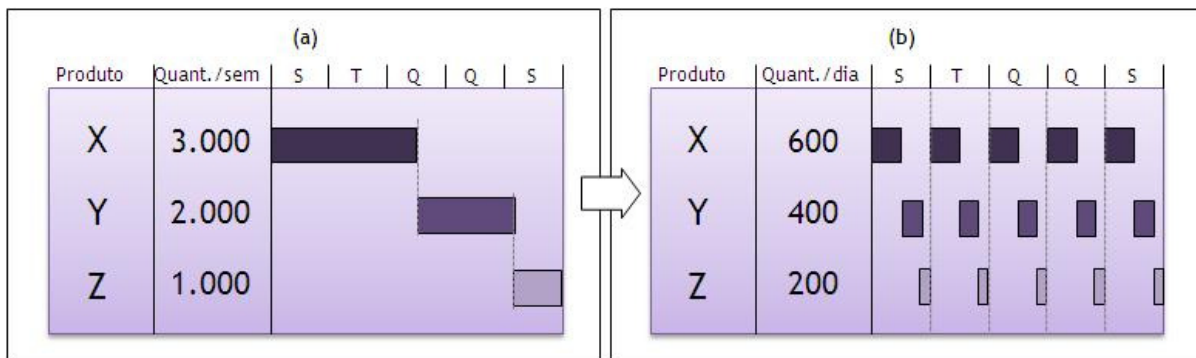 (a)
Produto Quant./sem S T Q Q S
X 3.000
Y 2.000
Z 1.000
(b)
Produto Quant./dia S T Q Q S
X 600
Y 400
Z 200